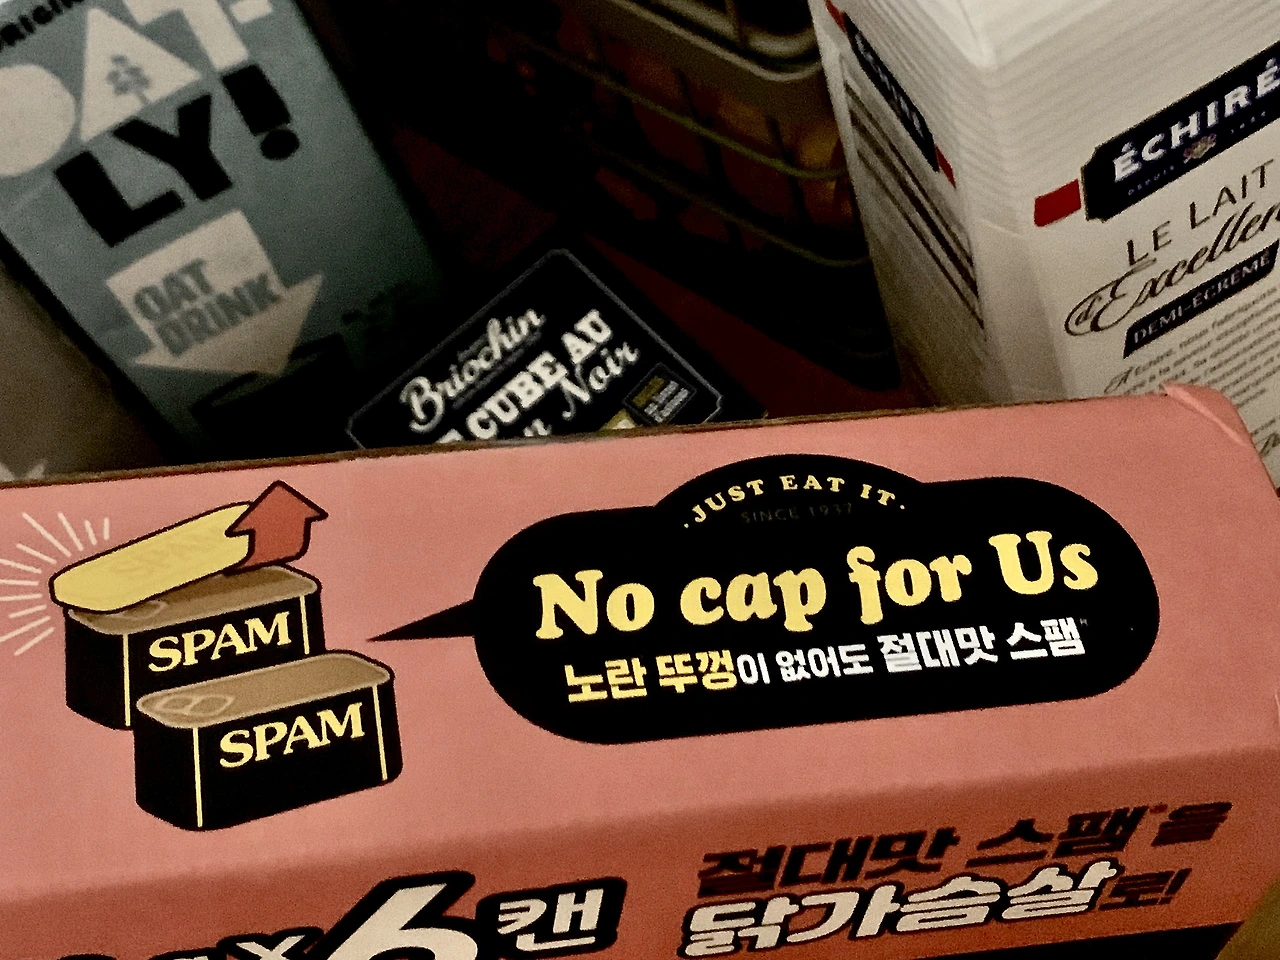 OAT-
LY!
OAT
DRINK
Briochin
CUBE AU
Noir
ÉCHIRÉ
DEPUIS
LE LAIT
d'Excellen
DEMI-ÉCRÉMÉ
·JUST EAT IT.
SINCE 1937
No cap for Us
노란 뚜껑이 없어도 절대맛 스팸
SPAM
SPAM
x6캔
절대맛 스팸®을
닭가슴살로!